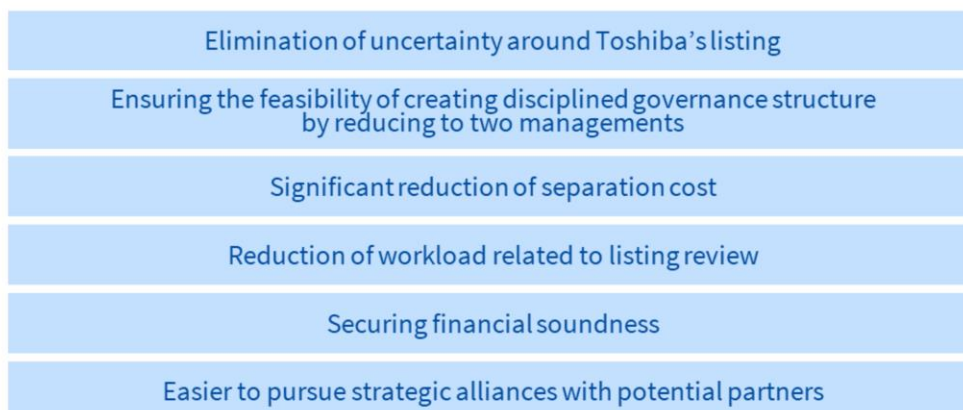 Elimination of uncertainty around Toshiba’s listing
Ensuring the feasibility of creating disciplined governance structure
by reducing to two managements
Significant reduction of separation cost
Reduction of workload related to listing review
Securing financial soundness
Easier to pursue strategic alliances with potential partners